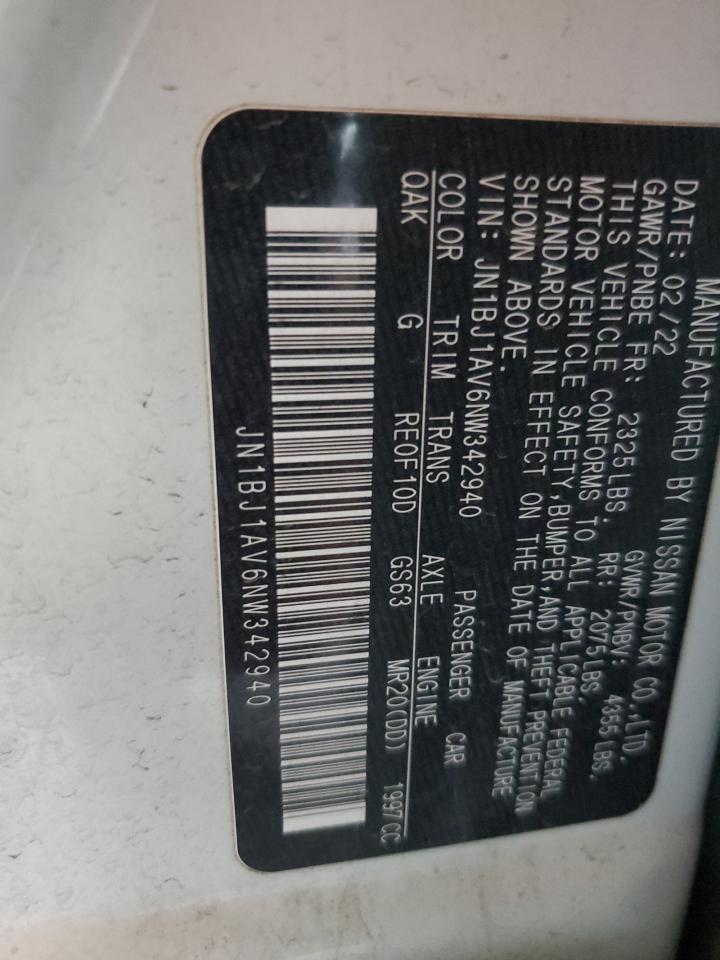 MANUFACTURED BY NISSAN MOTOR CO.,LTD.
DATE: 02/22 GVWR/PNBV: 4355 LBS.
GAWR/PNBE FR: 2325LBS. RR: 2075LBS.
THIS VEHICLE CONFORMS TO ALL APPLICABLE FEDERAL
MOTOR VEHICLE SAFETY,BUMPER,AND THEFT PREVENTION
STANDARDS IN EFFECT ON THE DATE OF MANUFACTURE
SHOWN ABOVE.
VIN: JN1BJ1AV6NW342940 PASSENGER CAR
COLOR TRIM TRANS AXLE ENGINE
QAK G RE0F10D GS63 MR20(DD) 1997CC
JN1BJ1AV6NW342940